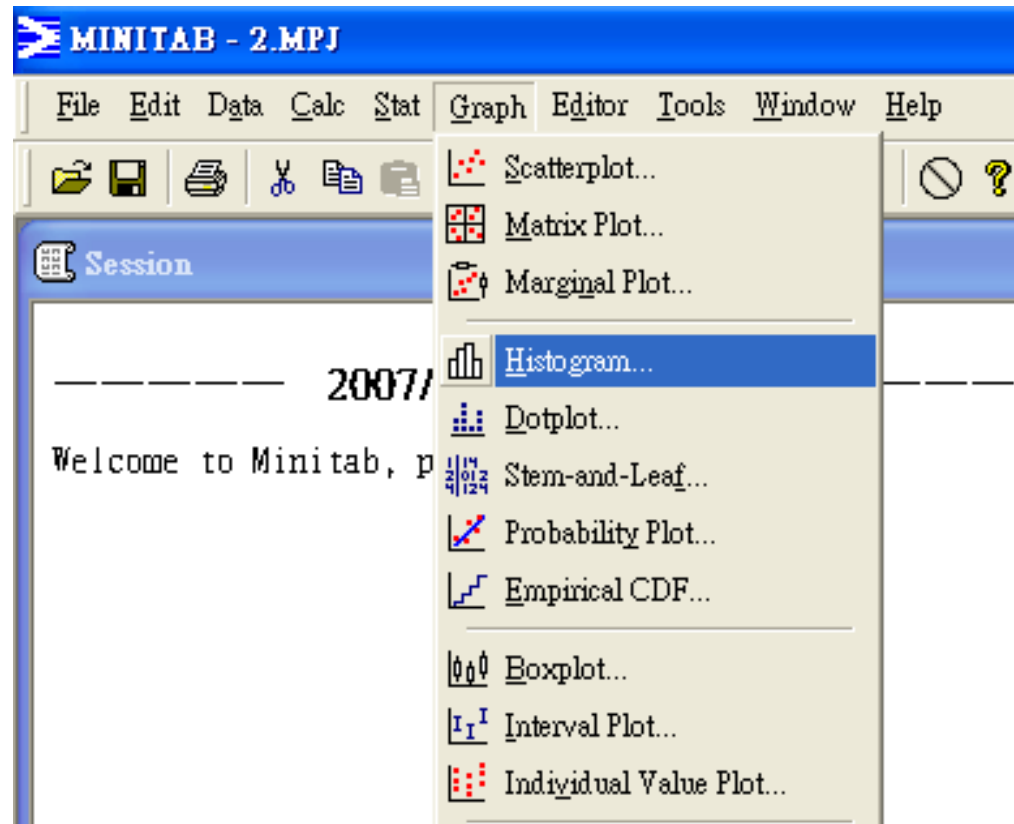 MINITAB - 2.MPJ
File Edit Data Calc Stat Graph Editor Tools Window Help
Scatterplot...
Matrix Plot...
Marginal Plot...
Session
Histogram...
—————— 2007/
Dotplot...
Welcome to Minitab, p
Stem-and-Leaf...
Probability Plot...
Empirical CDF...
Boxplot...
Interval Plot...
Individual Value Plot...